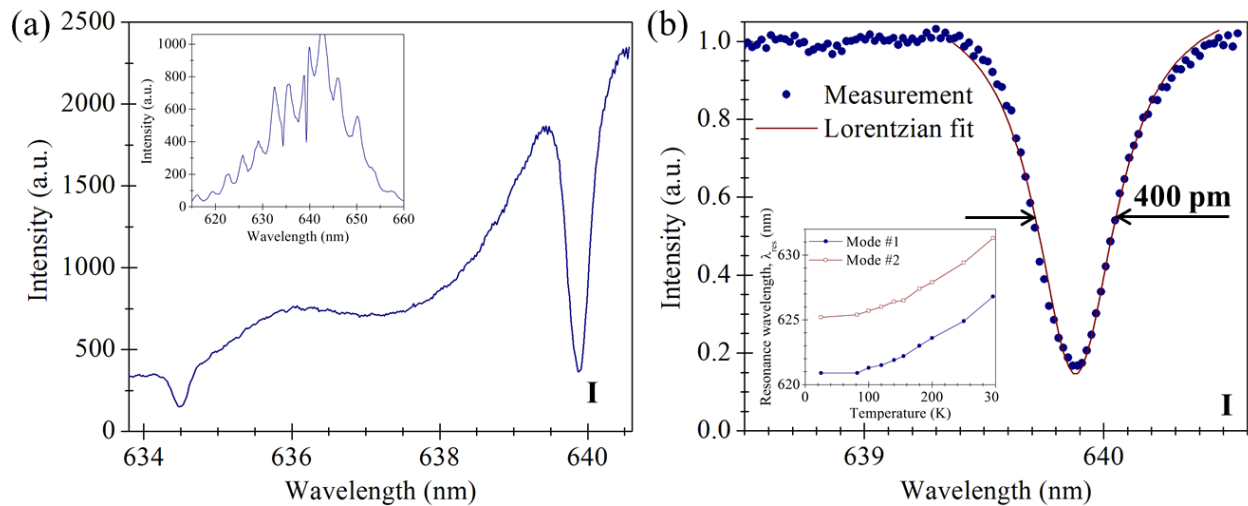 (a)
2500
2000
1500
1000
500
0
634
636
638
640
Wavelength (nm)
Intensity (a.u.)
I
1000
800
600
400
200
0
620
630
640
650
660
Wavelength (nm)
Intensity (a.u.)
(b)
1.0
0.8
0.6
0.4
0.2
0.0
639
640
Wavelength (nm)
Intensity (a.u.)
Measurement
Lorentzian fit
400 pm
I
Mode #1
Mode #2
630
625
620
100
200
30
Temperature (K)
Resonance wavelength, λres (nm)